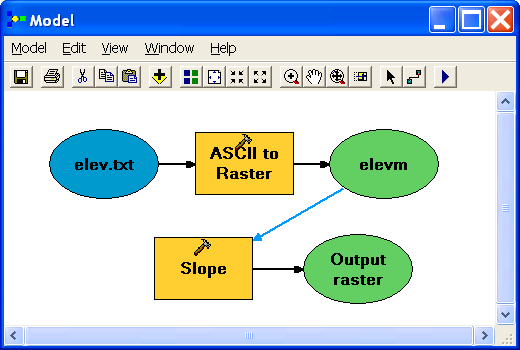 Model
Model Edit View Window Help
elev.txt
ASCII to
Raster
elevm
Slope
Output
raster